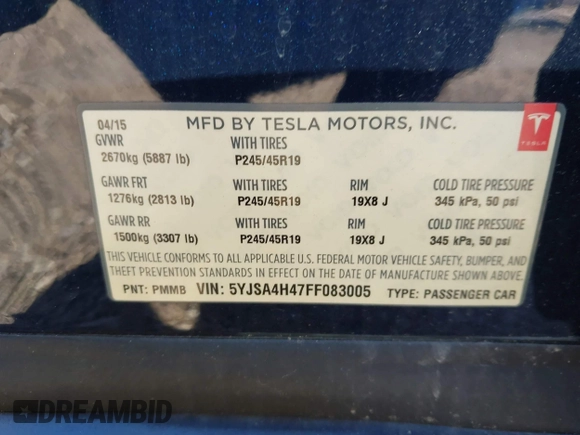 04/15 MFD BY TESLA MOTORS, INC.
GVWR WITH TIRES
2670kg (5887 lb) P245/45R19
TESLA
GAWR FRT WITH TIRES RIM COLD TIRE PRESSURE
1276kg (2813 lb) P245/45R19 19X8 J 345 kPa, 50 psi
GAWR RR WITH TIRES RIM COLD TIRE PRESSURE
1500kg (3307 lb) P245/45R19 19X8 J 345 kPa, 50 psi
THIS VEHICLE CONFORMS TO ALL APPLICABLE U.S. FEDERAL MOTOR VEHICLE SAFETY, BUMPER, AND
THEFT PREVENTION STANDARDS IN EFFECT ON THE DATE OF MANUFACTURE SHOWN ABOVE.
PNT: PMMB VIN: 5YJSA4H47FF083005 TYPE: PASSENGER CAR
DREAMBID